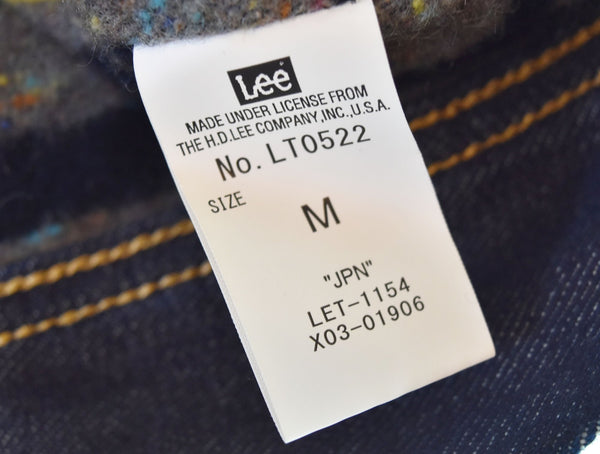 Lee
MADE UNDER LICENSE FROM
THE H.D.LEE COMPANY,INC.,U.S.A.
No. LT0522
SIZE
M
"JPN"
LET-1154
X03-01906